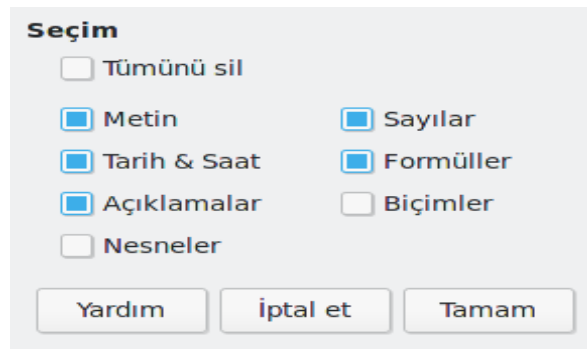 Seçim
Tümünü sil
Metin Sayılar
Tarih & Saat Formüller
Açıklamalar Biçimler
Nesneler
Yardım İptal et Tamam